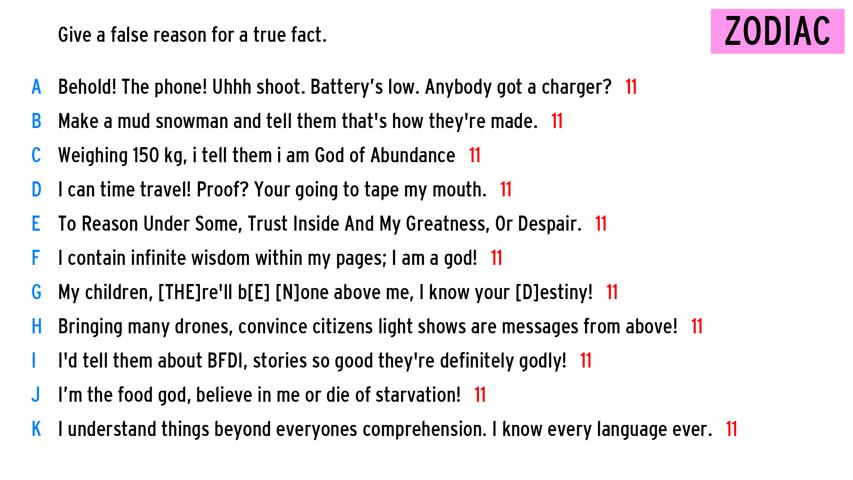 Give a false reason for a true fact.
ZODIAC
A Behold! The phone! Uhhh shoot. Battery's low. Anybody got a charger? 11
B Make a mud snowman and tell them that's how they're made. 11
C Weighing 150 kg, i tell them i am God of Abundance 11
D I can time travel! Proof? Your going to tape my mouth. 11
E To Reason Under Some, Trust Inside And My Greatness, Or Despair. 11
F I contain infinite wisdom within my pages; I am a god! 11
G My children, [THE]re'll b[E] [N]one above me, I know your [D]estiny! 11
H Bringing many drones, convince citizens light shows are messages from above! 11
I I'd tell them about BFDI, stories so good they're definitely godly! 11
J I'm the food god, believe in me or die of starvation! 11
K I understand things beyond everyones comprehension. I know every language ever. 11